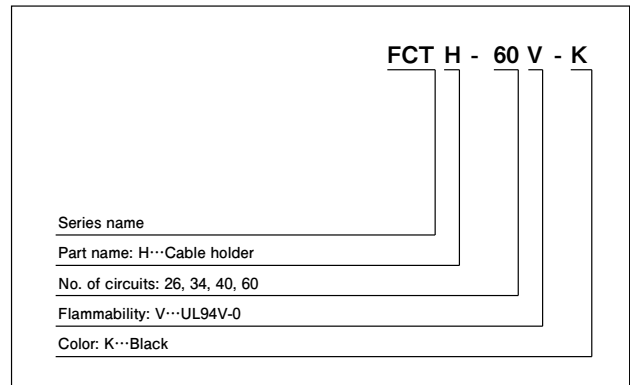 FCT H - 60 V - K
Series name
Part name: H⋯Cable holder
No. of circuits: 26, 34, 40, 60
Flammability: V⋯UL94V-0
Color: K⋯Black